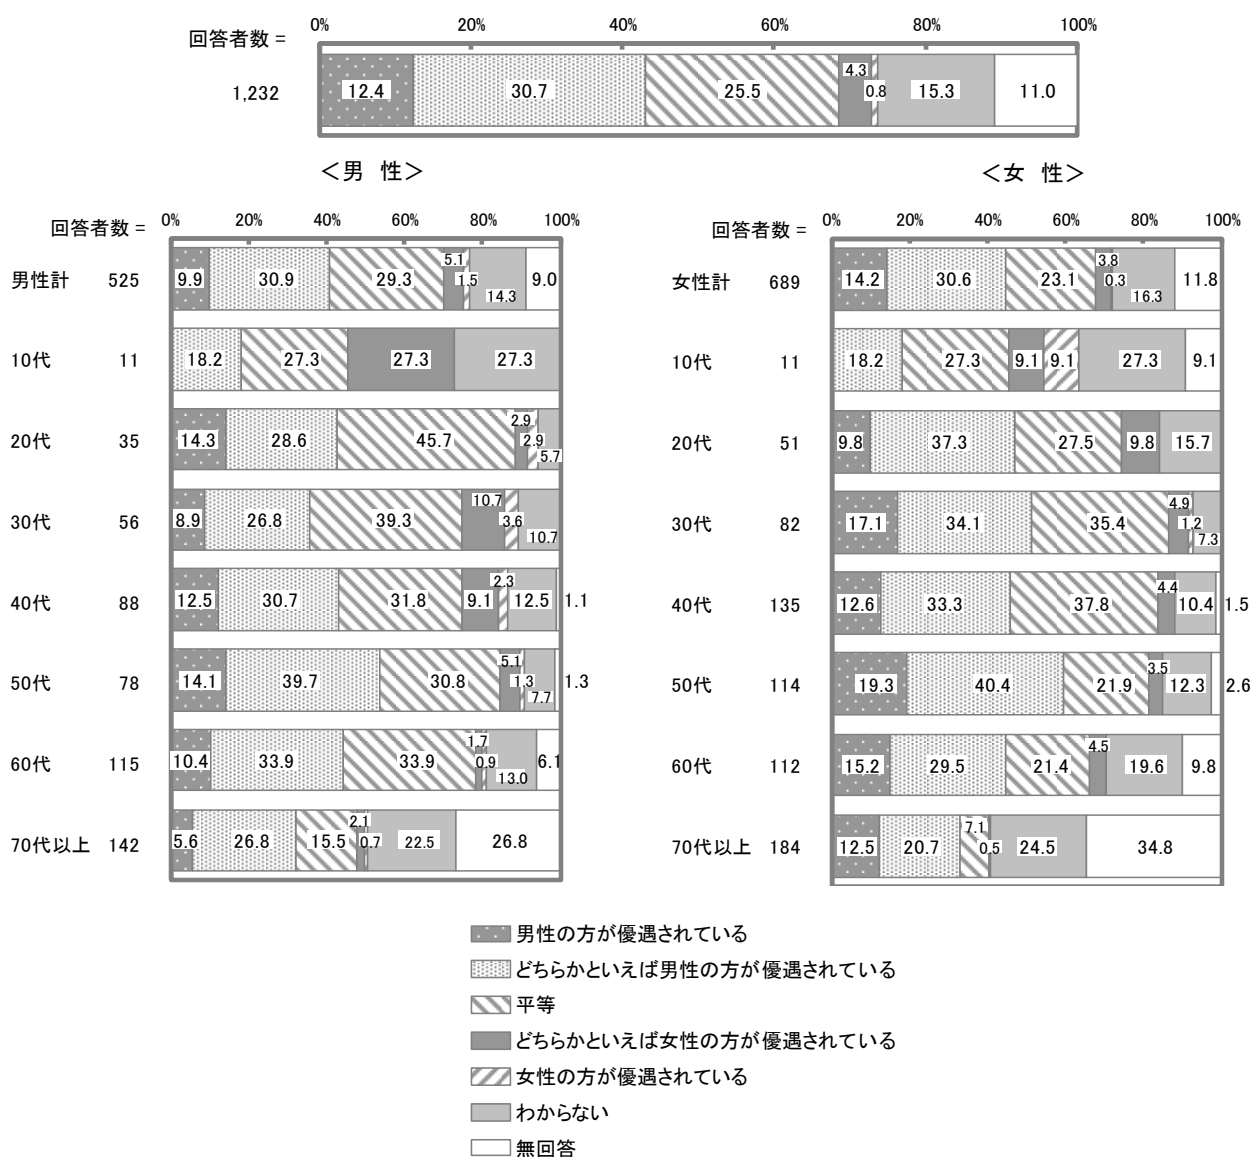 0% 20% 40% 60% 80% 100%
回答者数 =
1,232 12.4 30.7 25.5 4.3 0.8 15.3 11.0
＜男 性＞ ＜女 性＞
回答者数 = 0% 20% 40% 60% 80% 100%
男性計 525 9.9 30.9 29.3 5.1 1.5 14.3 9.0
10代 11 18.2 27.3 27.3 27.3
20代 35 14.3 28.6 45.7 2.9 2.9 5.7
30代 56 8.9 26.8 39.3 10.7 3.6 10.7
40代 88 12.5 30.7 31.8 9.1 2.3 12.5 1.1
50代 78 14.1 39.7 30.8 5.1 1.3 7.7 1.3
60代 115 10.4 33.9 33.9 1.7 0.9 13.0 6.1
70代以上 142 5.6 26.8 15.5 2.1 0.7 22.5 26.8
回答者数 = 0% 20% 40% 60% 80% 100%
女性計 689 14.2 30.6 23.1 3.8 0.3 16.3 11.8
10代 11 18.2 27.3 9.1 9.1 27.3 9.1
20代 51 9.8 37.3 27.5 9.8 15.7
30代 82 17.1 34.1 35.4 4.9 1.2 7.3
40代 135 12.6 33.3 37.8 4.4 10.4 1.5
50代 114 19.3 40.4 21.9 3.5 12.3 2.6
60代 112 15.2 29.5 21.4 4.5 19.6 9.8
70代以上 184 12.5 20.7 7.1 0.5 24.5 34.8
男性の方が優遇されている
どちらかといえば男性の方が優遇されている
平等
どちらかといえば女性の方が優遇されている
女性の方が優遇されている
わからない
無回答